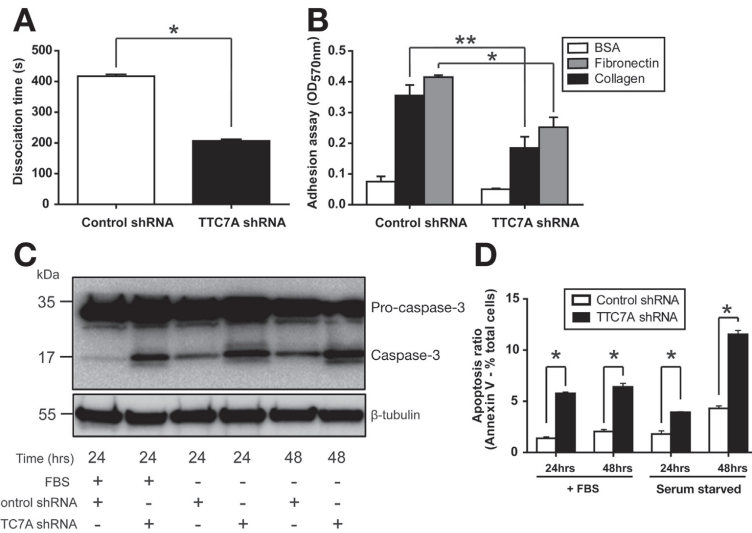 A
*
500
400
300
200
100
0
Dissociation time (s)
Control shRNA TTC7A shRNA
B
**
*
0.5
0.4
0.3
0.2
0.1
0.0
Adhesion assay (OD570nm)
BSA
Fibronectin
Collagen
Control shRNA TTC7A shRNA
C
kDa
35
17
55
Pro-caspase-3
Caspase-3
β-tubulin
Time (hrs) 24 24 24 24 48 48
FBS + + - - - -
ontrol shRNA + - + - + -
TC7A shRNA - + - + - +
D
Control shRNA
TTC7A shRNA
15
10
5
0
Apoptosis ratio
(Annexin V - % total cells)
* * * *
24hrs 48hrs 24hrs 48hrs
+ FBS Serum starved